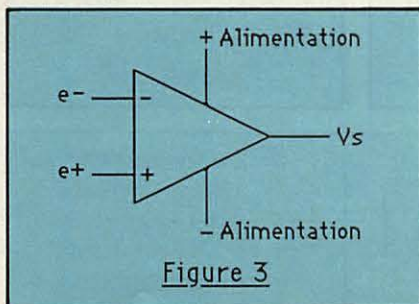 + Alimentation
e-
-
e+
+
Vs
- Alimentation
Figure 3